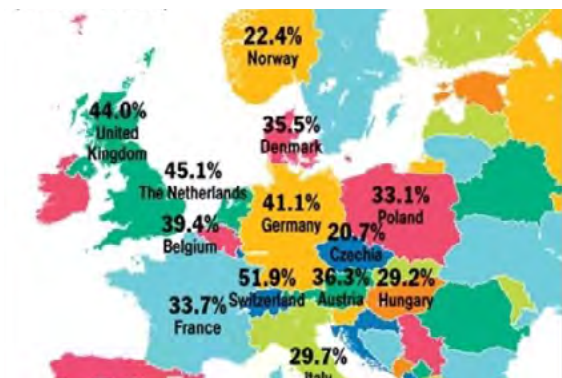 22.4%
Norway
44.0%
United
Kingdom
35.5%
Denmark
45.1%
The Netherlands
41.1%
Germany
33.1%
Poland
39.4%
Belgium
20.7%
Czechia
51.9%
Switzerland
36.3%
Austria
29.2%
Hungary
33.7%
France
29.7%
Italy